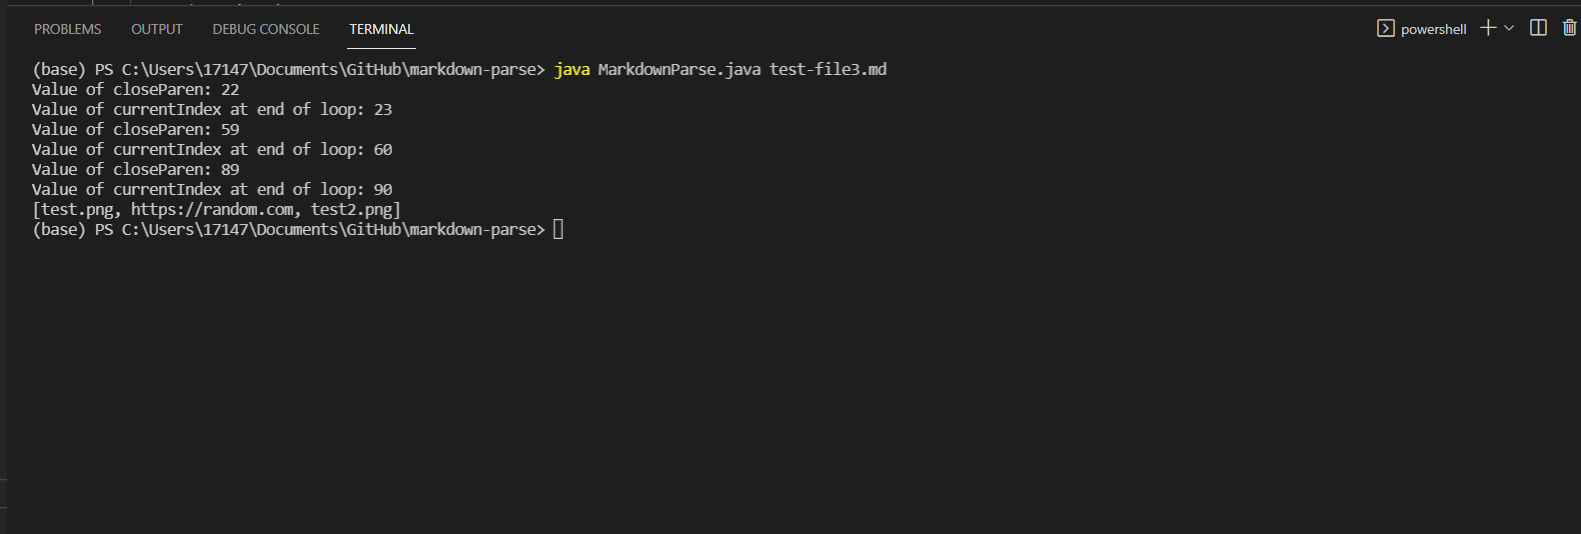 PROBLEMS OUTPUT DEBUG CONSOLE TERMINAL powershell
(base) PS C:\Users\17147\Documents\GitHub\markdown-parse> java MarkdownParse.java test-file3.md
Value of closeParen: 22
Value of currentIndex at end of loop: 23
Value of closeParen: 59
Value of currentIndex at end of loop: 60
Value of closeParen: 89
Value of currentIndex at end of loop: 90
[test.png, https://random.com, test2.png]
(base) PS C:\Users\17147\Documents\GitHub\markdown-parse>